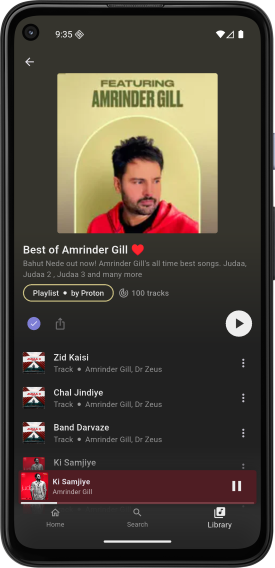 9:35
FEATURING
AMRINDER GILL
Best of Amrinder Gill ❤️
Bahut Nede out now! Amrinder Gill's all time best songs. Judaa,
Judaa 2 , Judaa 3 and many more
Playlist • by Proton
100 tracks
Zid Kaisi
Track • Amrinder Gill, Dr Zeus
Chal Jindiye
Track • Amrinder Gill, Dr Zeus
Band Darvaze
Track • Amrinder Gill, Dr Zeus
Ki Samjiye
Ki Samjiye
Amrinder Gill
Home
Search
Library